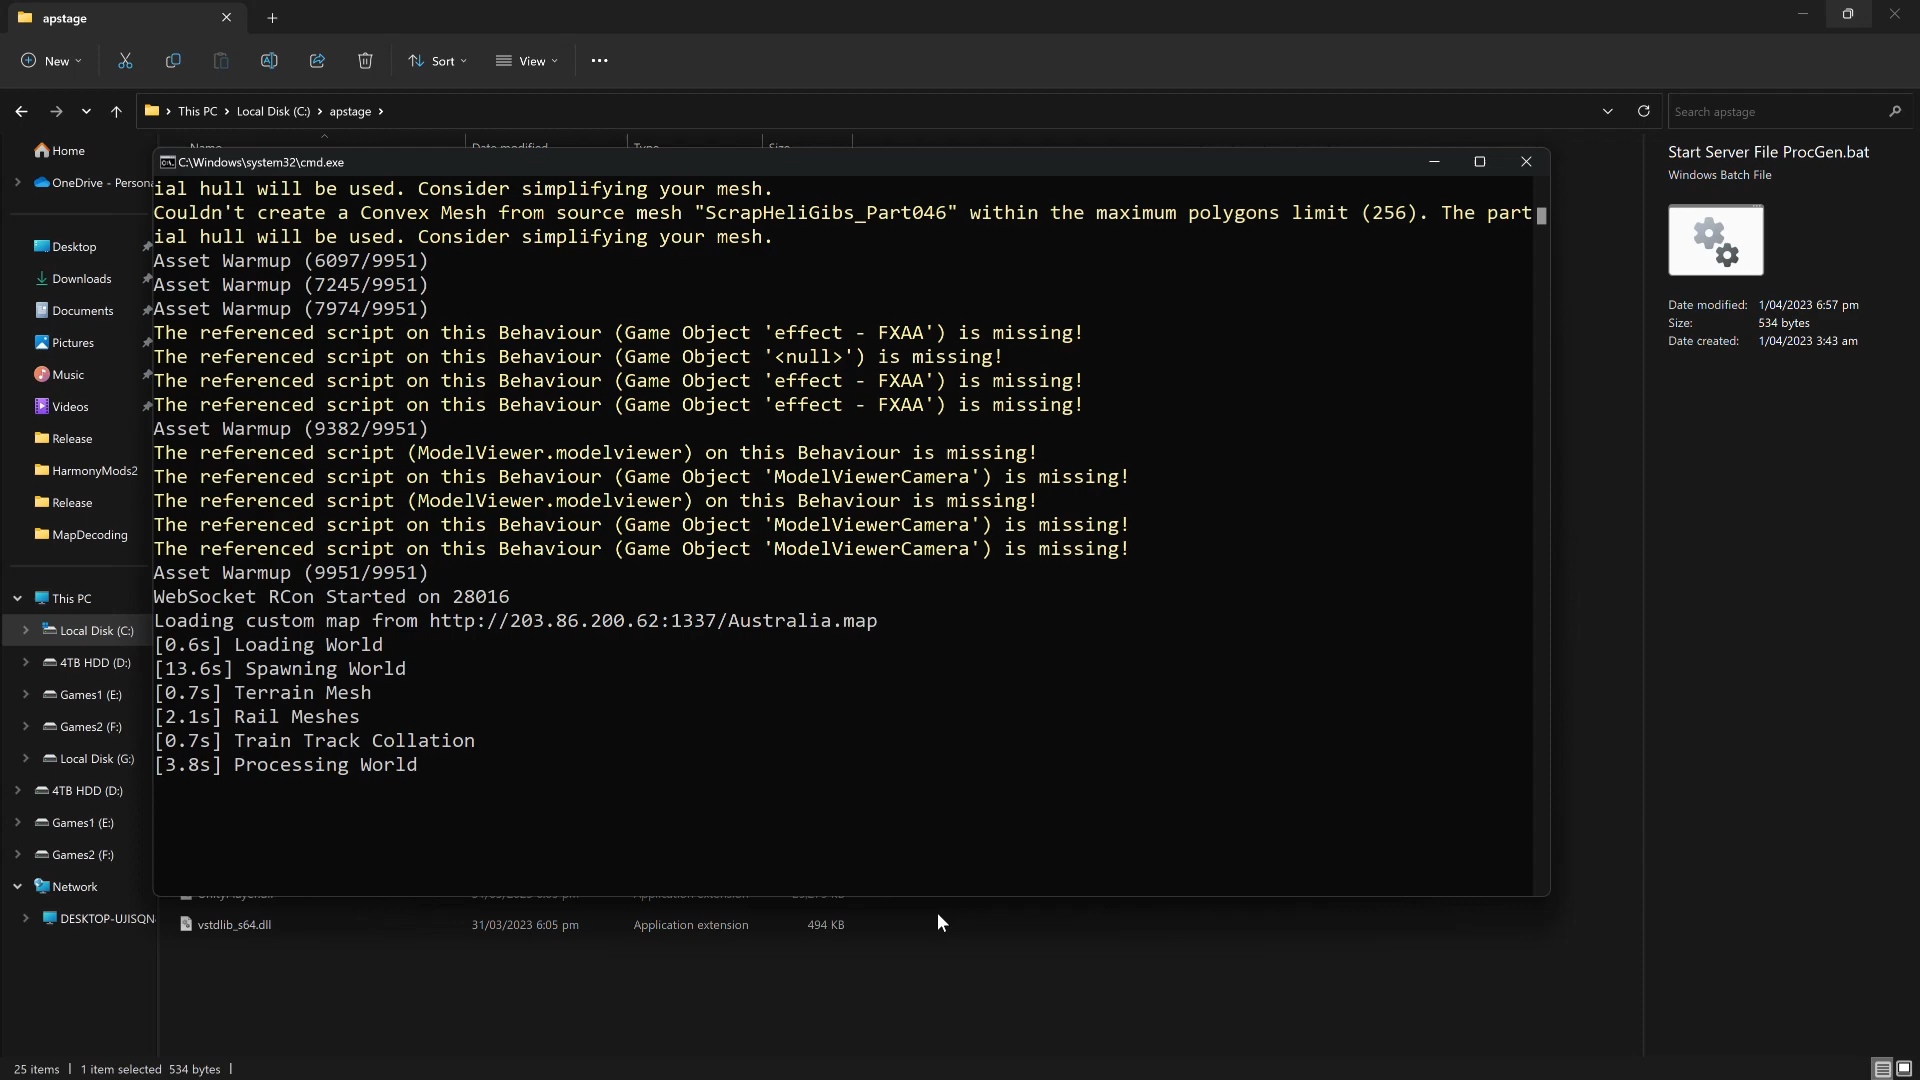 apstage
New
Sort
View
This PC
Local Disk (C:)
apstage
Search apstage
Name
Date modified
Type
Size
Home
OneDrive - Persona
Desktop
Downloads
Documents
Pictures
Music
Videos
Release
HarmonyMods2
Release
MapDecoding
This PC
Local Disk (C:)
4TB HDD (D:)
Games1 (E:)
Games2 (F:)
Local Disk (G:)
4TB HDD (D:)
Games1 (E:)
Games2 (F:)
Network
DESKTOP-UJISQN
C:\Windows\system32\cmd.exe
ial hull will be used. Consider simplifying your mesh.
Couldn't create a Convex Mesh from source mesh "ScrapHeliGibs_Part046" within the maximum polygons limit (256). The part
ial hull will be used. Consider simplifying your mesh.
Asset Warmup (6097/9951)
Asset Warmup (7245/9951)
Asset Warmup (7974/9951)
The referenced script on this Behaviour (Game Object 'effect - FXAA') is missing!
The referenced script on this Behaviour (Game Object '<null>') is missing!
The referenced script on this Behaviour (Game Object 'effect - FXAA') is missing!
The referenced script on this Behaviour (Game Object 'effect - FXAA') is missing!
Asset Warmup (9382/9951)
The referenced script (ModelViewer.modelviewer) on this Behaviour is missing!
The referenced script on this Behaviour (Game Object 'ModelViewerCamera') is missing!
The referenced script (ModelViewer.modelviewer) on this Behaviour is missing!
The referenced script on this Behaviour (Game Object 'ModelViewerCamera') is missing!
The referenced script on this Behaviour (Game Object 'ModelViewerCamera') is missing!
Asset Warmup (9951/9951)
WebSocket RCon Started on 28016
Loading custom map from http://203.86.200.62:1337/Australia.map
[0.6s] Loading World
[13.6s] Spawning World
[0.7s] Terrain Mesh
[2.1s] Rail Meshes
[0.7s] Train Track Collation
[3.8s] Processing World
vstdlib_s64.dll 31/03/2023 6:05 pm Application extension 494 KB
Start Server File ProcGen.bat
Windows Batch File
Date modified: 1/04/2023 6:57 pm
Size: 534 bytes
Date created: 1/04/2023 3:43 am
25 items 1 item selected 534 bytes